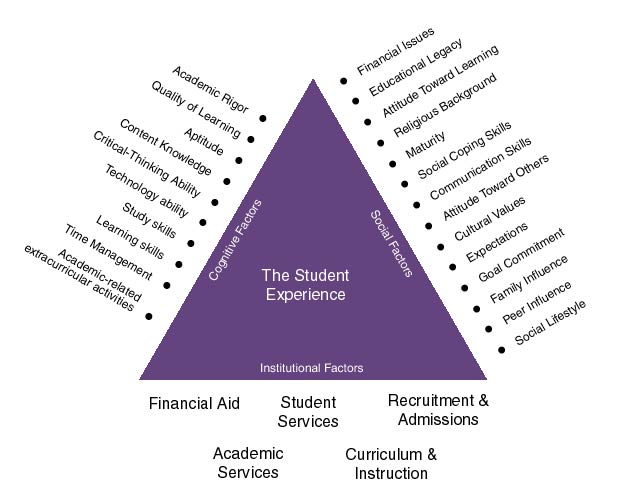 Academic Rigor
Quality of Learning
Aptitude
Content Knowledge
Critical-Thinking Ability
Technology ability
Study skills
Learning skills
Time Management
Academic-related
extracurricular activities
Cognitive Factors
Financial Issues
Educational Legacy
Attitude Toward Learning
Religious Background
Maturity
Social Coping Skills
Communication Skills
Attitude Toward Others
Cultural Values
Expectations
Goal Commitment
Family Influence
Peer Influence
Social Lifestyle
Social Factors
The Student
Experience
Institutional Factors
Financial Aid
Student
Services
Recruitment &
Admissions
Academic
Services
Curriculum &
Instruction